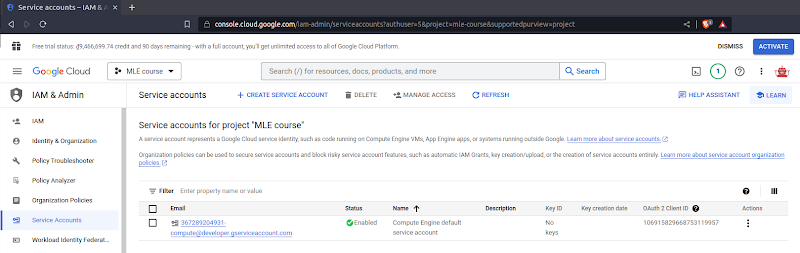 Service accounts – IAM & A
console.cloud.google.com/iam-admin/serviceaccounts?authuser=5&project=mle-course&supportedpurview=project
Free trial status: ₫9,466,699.74 credit and 90 days remaining - with a full account, you'll get unlimited access to all of Google Cloud Platform.
DISMISS
ACTIVATE
Google Cloud
MLE course
Search (/) for resources, docs, products, and more
Search
1
IAM & Admin
Service accounts
CREATE SERVICE ACCOUNT
DELETE
MANAGE ACCESS
REFRESH
HELP ASSISTANT
LEARN
IAM
Identity & Organization
Policy Troubleshooter
Policy Analyzer
Organization Policies
Service Accounts
Workload Identity Federat...
Service accounts for project "MLE course"
A service account represents a Google Cloud service identity, such as code running on Compute Engine VMs, App Engine apps, or systems running outside Google. Learn more about service accounts.
Organization policies can be used to secure service accounts and block risky service account features, such as automatic IAM Grants, key creation/upload, or the creation of service accounts entirely. Learn more about service account organization
policies.
Filter Enter property name or value
Email Status Name Description Key ID Key creation date OAuth 2 Client ID Actions
367289204931- Enabled Compute Engine default No 106915829668753119957
compute@developer.gserviceaccount.com service account keys